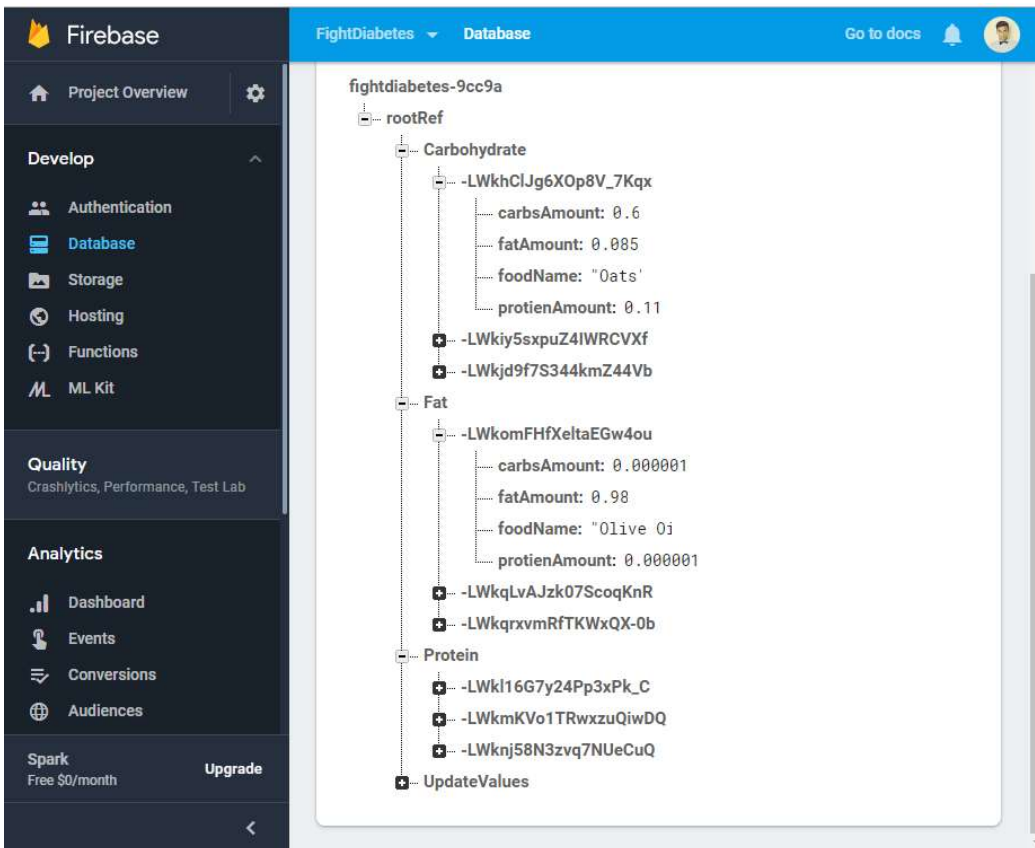 Firebase
Project Overview
Develop
Authentication
Database
Storage
Hosting
Functions
ML Kit
Quality
Crashlytics, Performance, Test Lab
Analytics
Dashboard
Events
Conversions
Audiences
Spark
Free $0/month
Upgrade
FightDiabetes Database Go to docs
fightdiabetes-9cc9a
rootRef
Carbohydrate
-LWkhClJg6XOp8V_7Kqx
carbsAmount: 0.6
fatAmount: 0.085
foodName: "Oats'
protienAmount: 0.11
-LWkiy5sxpuZ4IWRCVXf
-LWkjd9f7S344kmZ44Vb
Fat
-LWkomFHfXeltaEGw4ou
carbsAmount: 0.000001
fatAmount: 0.98
foodName: "Olive Oi
protienAmount: 0.000001
-LWkqLvAJzk07ScoqKnR
-LWkqrxvmRfTKWxQX-0b
Protein
-LWkl16G7y24Pp3xPk_C
-LWkmKVo1TRwxzuQiwDQ
-LWknj58N3zvq7NUeCuQ
UpdateValues